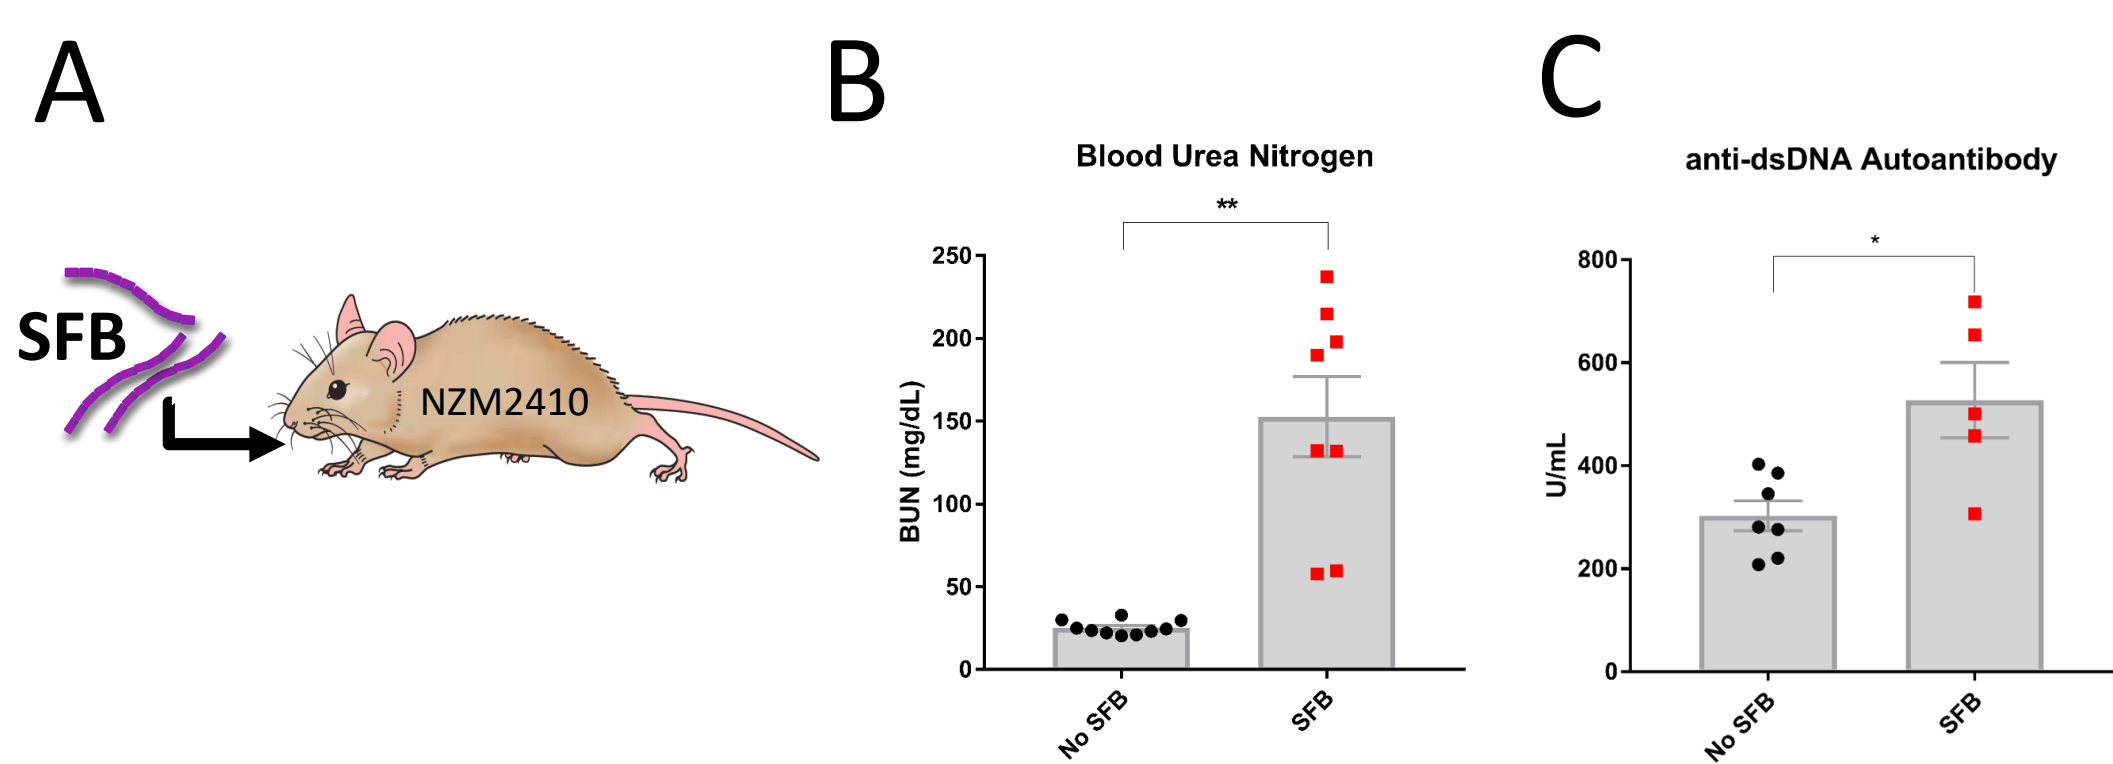 A
SFB
NZM2410
B
Blood Urea Nitrogen
**
BUN (mg/dL)
250
200
150
100
50
0
No SFB
SFB
C
anti-dsDNA Autoantibody
*
U/mL
800
600
400
200
0
No SFB
SFB